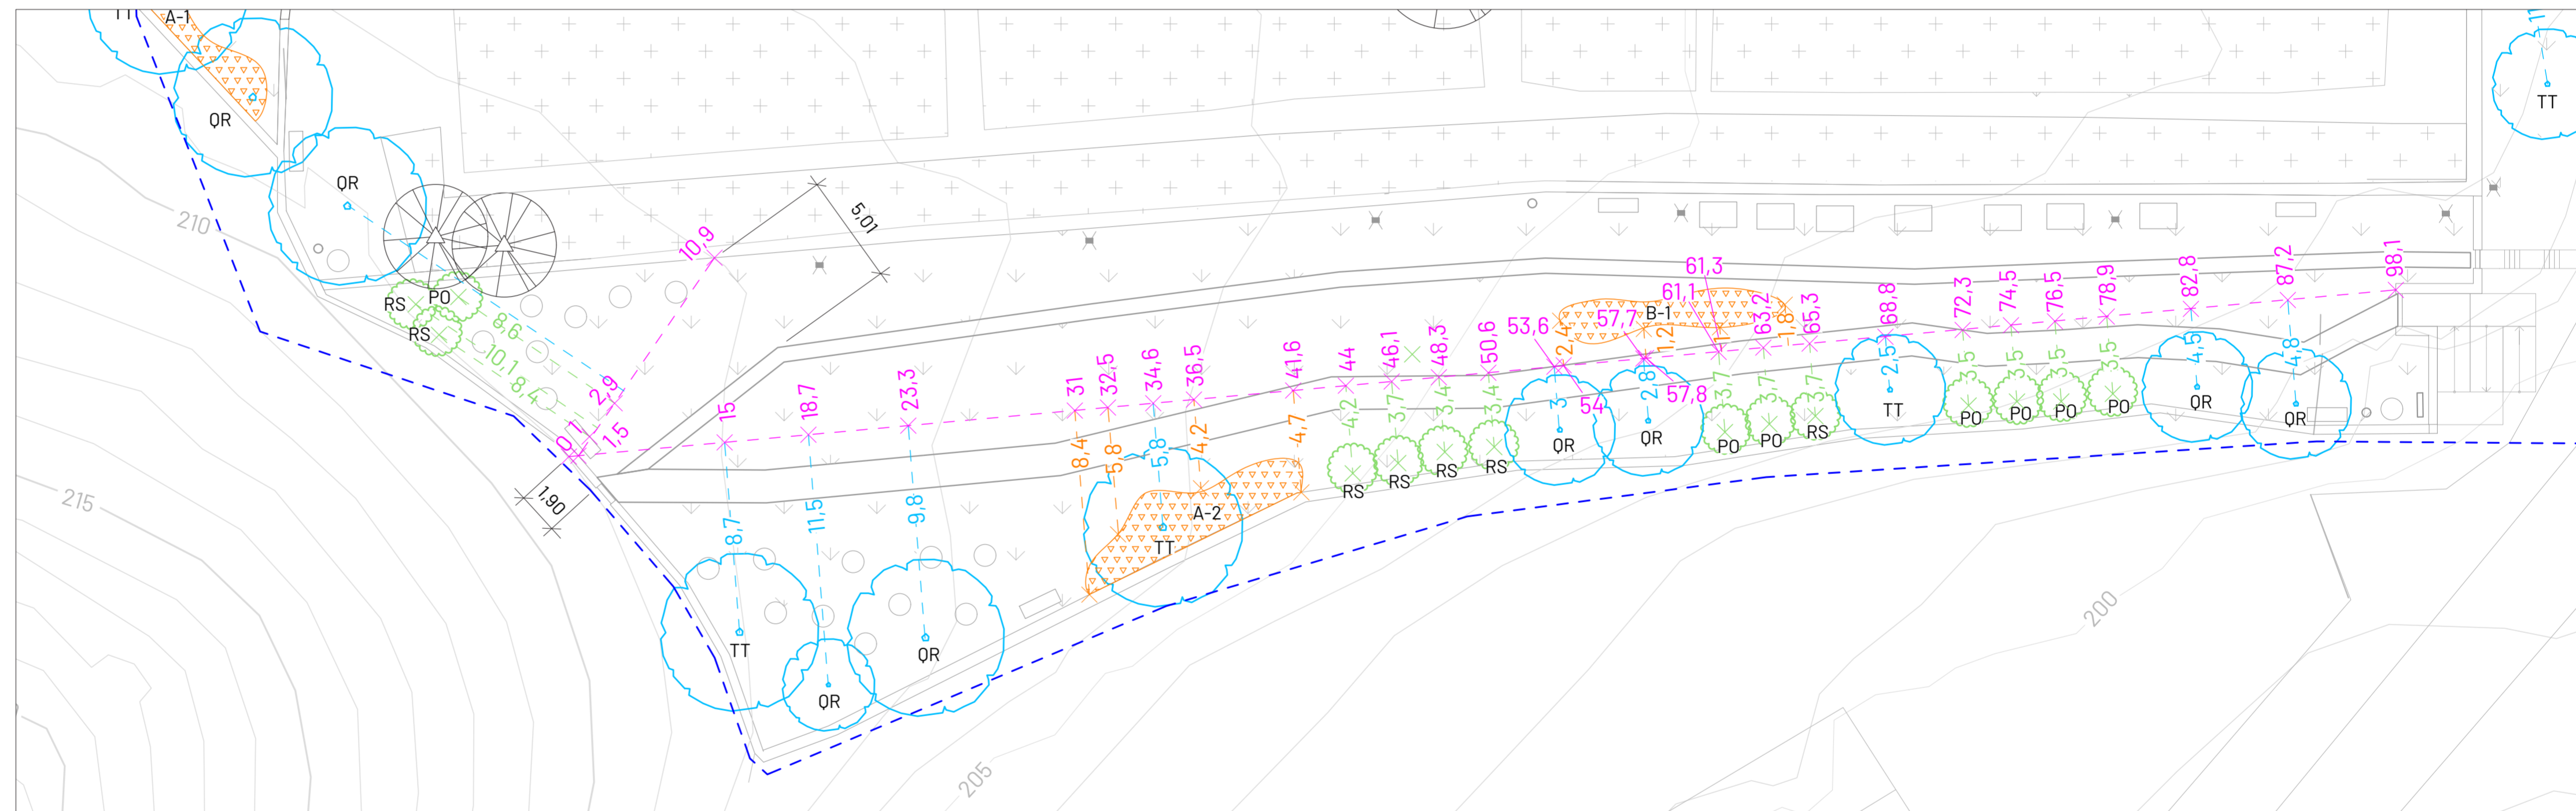 TT
A-1
QR
QR
TT
210
215
205
200
10,9
5,01
RS
PO
RS
8,6
10,1
8,4
2,9
0,1
1,5
1.90
15
18,7
23,3
31
32,5
34,6
36,5
41,6
44
46,1
48,3
50,6
53,6
54
57,7
57,8
61,1
61,3
63,2
65,3
68,8
72,3
74,5
76,5
78,9
82,8
87,2
98,1
8,7
11,5
9,8
8,4
5,8
5,8
4,2
4,7
4,2
3,7
3,4
3,4
3
2,4
2,8
1,2
1,8
3,7
3,7
3,7
2,5
3,5
3,5
3,5
3,5
4,5
4,8
B-1
A-2
TT
QR
QR
TT
RS
RS
RS
RS
QR
QR
PO
PO
RS
TT
PO
PO
PO
PO
QR
QR